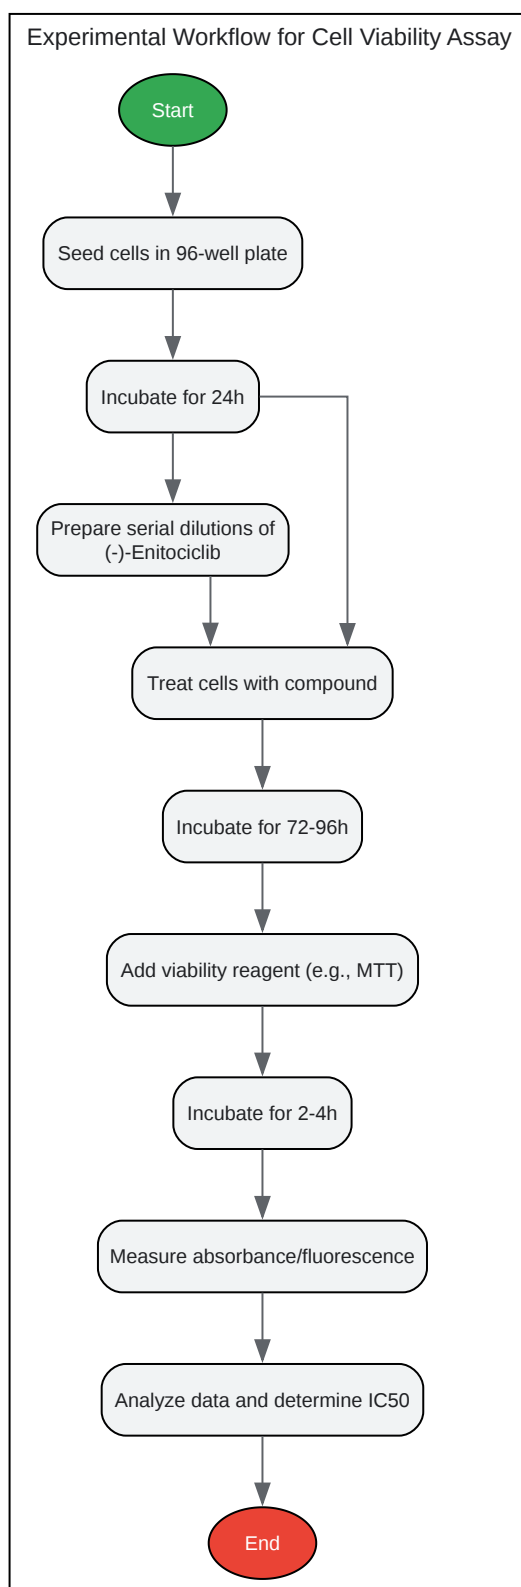 Experimental Workflow for Cell Viability Assay
Start
Seed cells in 96-well plate
Incubate for 24h
Prepare serial dilutions of
(-)-Enitociclib
Treat cells with compound
Incubate for 72-96h
Add viability reagent (e.g., MTT)
Incubate for 2-4h
Measure absorbance/fluorescence
Analyze data and determine IC50
End